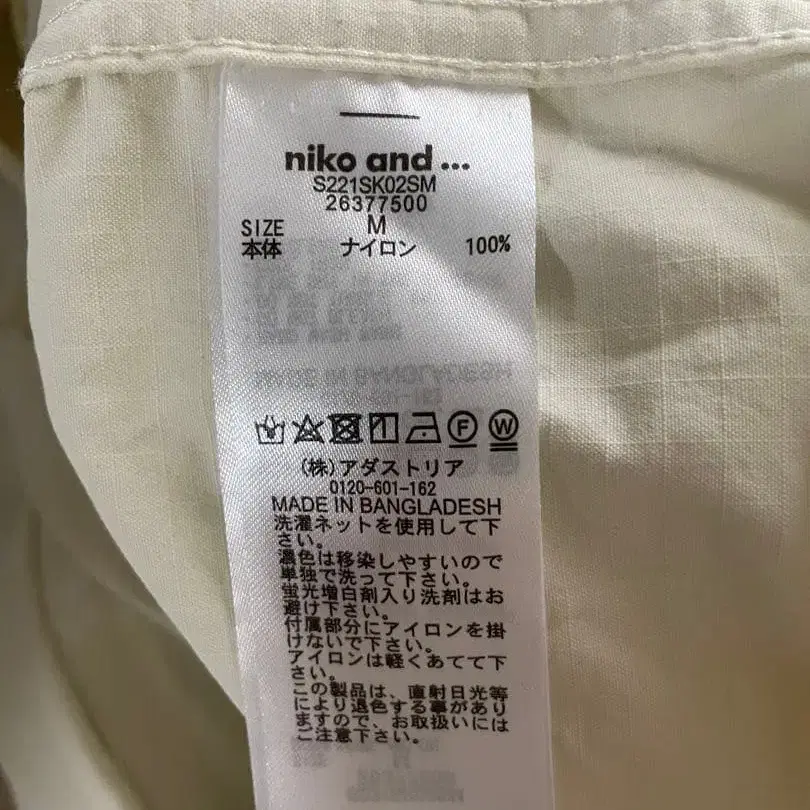 niko and ...
S221SK02SM
26377500
SIZE M
本体 ナイロン 100%
F W
(株)アダストリア
0120-601-162
MADE IN BANGLADESH
洗濯ネットを使用して下
さい。
濃色は移染しやすいので
単独で洗って下さい。
蛍光増白剤入り洗剤はお
避け下さい。
付属部分にアイロンを掛
けないで下さい。
アイロンは軽くあてて下
さい。
この製品は、直射日光等
により退色する事があり
ますので、お取扱いには
ご注意下さい。